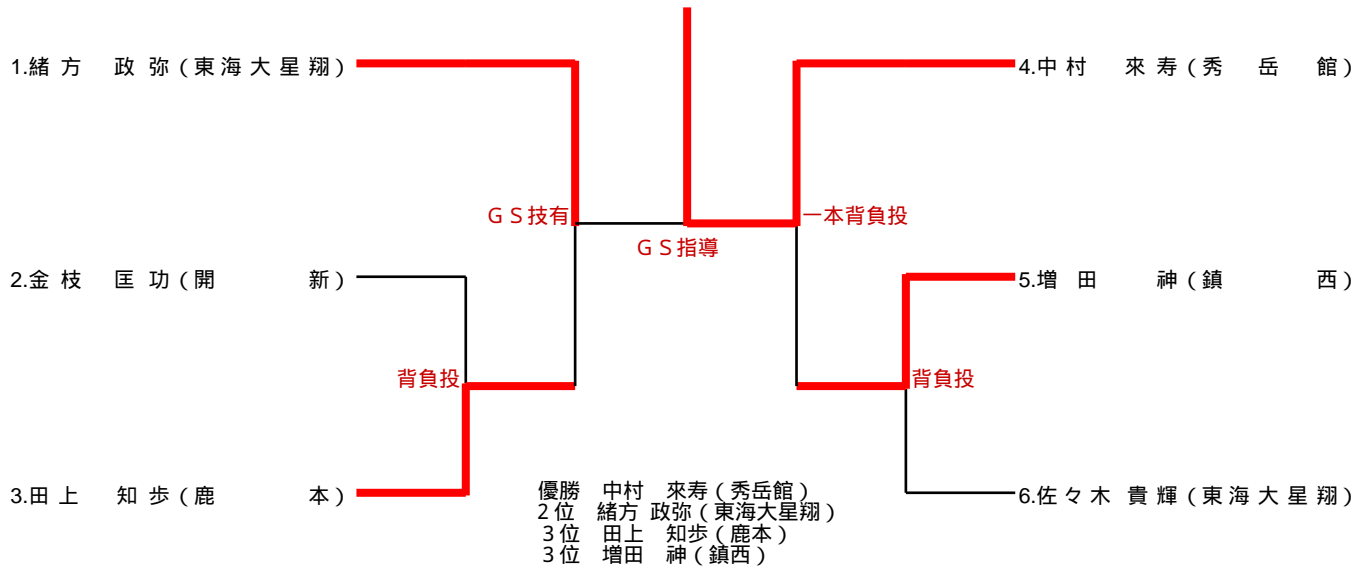 1.緒方 政弥(東海大星翔)
4.中村 來寿(秀岳館)
GS技有
一本背負投
GS指導
2.金枝 匡功(開新)
5.増田 神(鎮西)
背負投
背負投
3.田上 知歩(鹿本)
6.佐々木 貴輝(東海大星翔)
優勝 中村 來寿(秀岳館)
2位 緒方 政弥(東海大星翔)
3位 田上 知歩(鹿本)
3位 増田 神(鎮西)